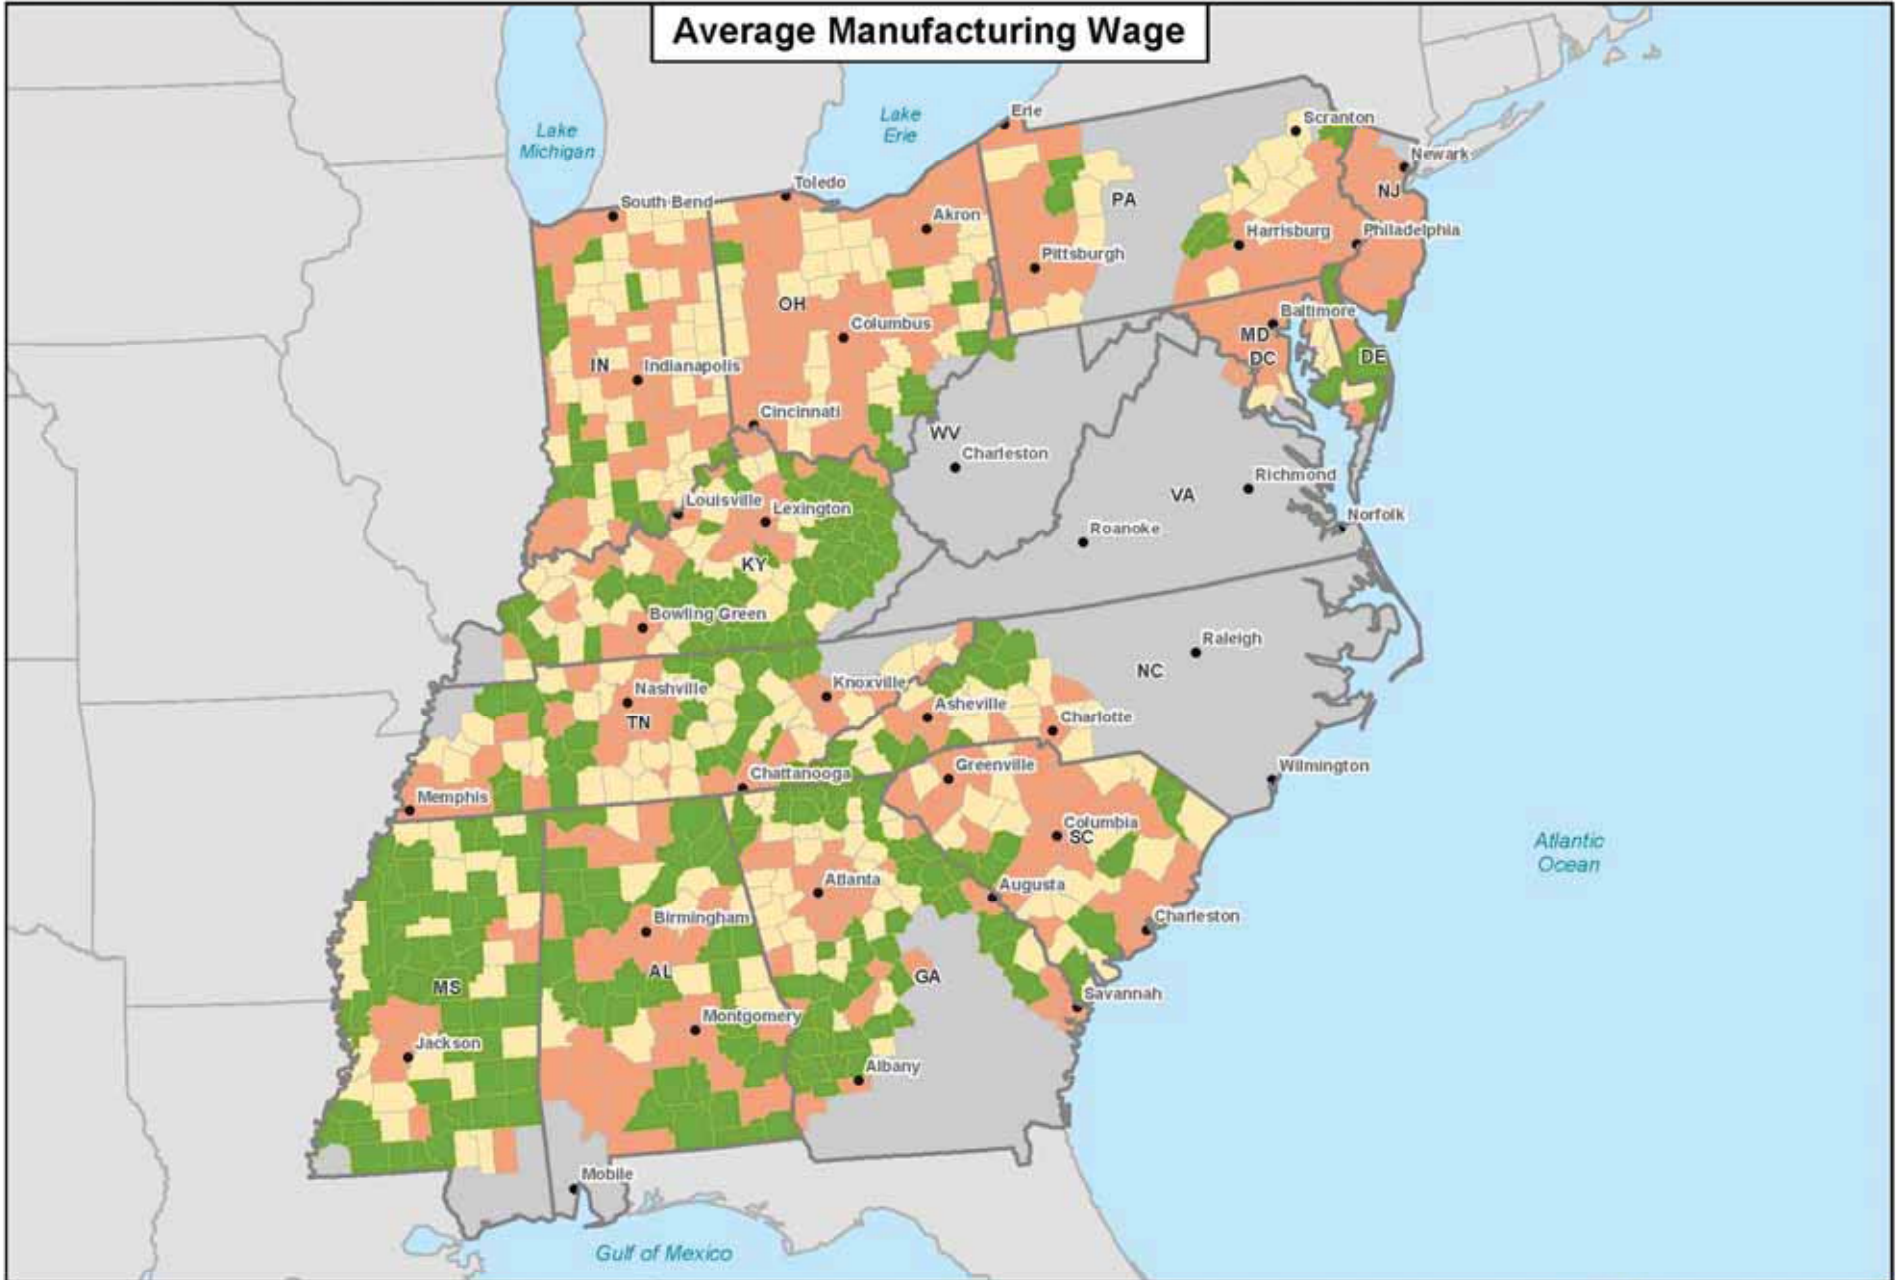 Average Manufacturing Wage
Erie
Scranton
Lake
Erie
Lake
Michigan
Newark
Toledo
NJ
South Bend
PA
Akron
Harrisburg
Philadelphia
Pittsburgh
OH
Baltimore
Columbus
MD
DC
DE
IN
Indianapolis
Cincinnati
WV
Charleston
Richmond
VA
Louisville
Lexington
Norfolk
Roanoke
KY
Bowling Green
Raleigh
NC
Knoxville
Nashville
TN
Asheville
Charlotte
Greenville
Wilmington
Chattanooga
Memphis
Columbia
SC
Atlantic
Ocean
Atlanta
Augusta
Birmingham
Charleston
AL
GA
MS
Savannah
Montgomery
Jackson
Albany
Mobile
Gulf of Mexico